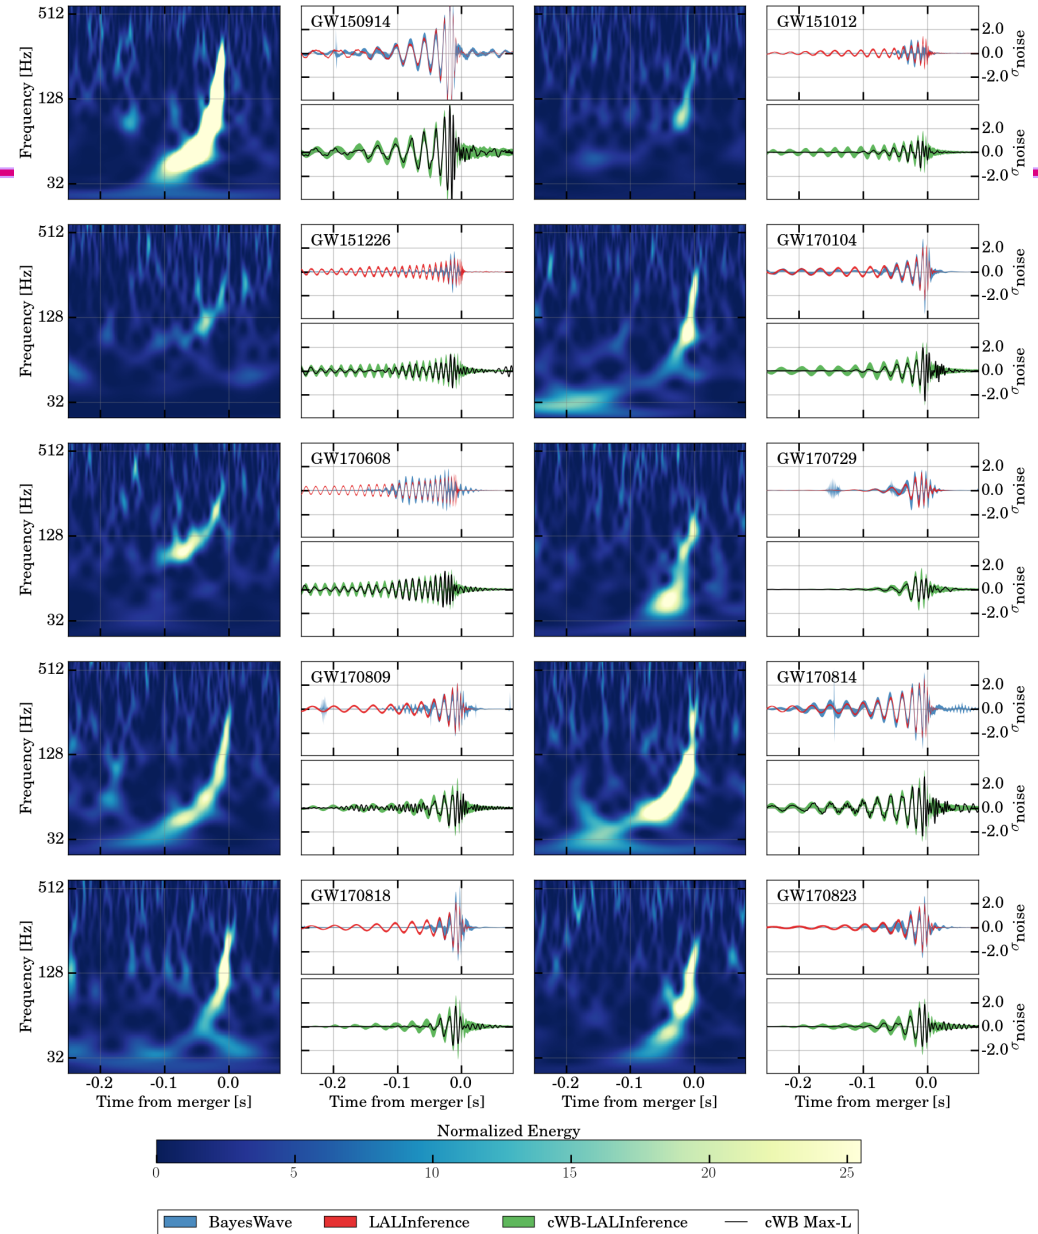 512
128
32
Frequency [Hz]
GW150914
GW151012
2.0
0.0
-2.0
σnoise
2.0
0.0
-2.0
σnoise
512
128
32
Frequency [Hz]
GW151226
GW170104
2.0
0.0
-2.0
σnoise
2.0
0.0
-2.0
σnoise
512
128
32
Frequency [Hz]
GW170608
GW170729
2.0
0.0
-2.0
σnoise
2.0
0.0
-2.0
σnoise
512
128
32
Frequency [Hz]
GW170809
GW170814
2.0
0.0
-2.0
σnoise
2.0
0.0
-2.0
σnoise
512
128
32
Frequency [Hz]
GW170818
GW170823
2.0
0.0
-2.0
σnoise
2.0
0.0
-2.0
σnoise
-0.2 -0.1 0.0 -0.2 -0.1 0.0 -0.2 -0.1 0.0 -0.2 -0.1 0.0
Time from merger [s] Time from merger [s] Time from merger [s] Time from merger [s]
Normalized Energy
0 5 10 15 20 25
BayesWave LALInference cWB-LALInference cWB Max-L